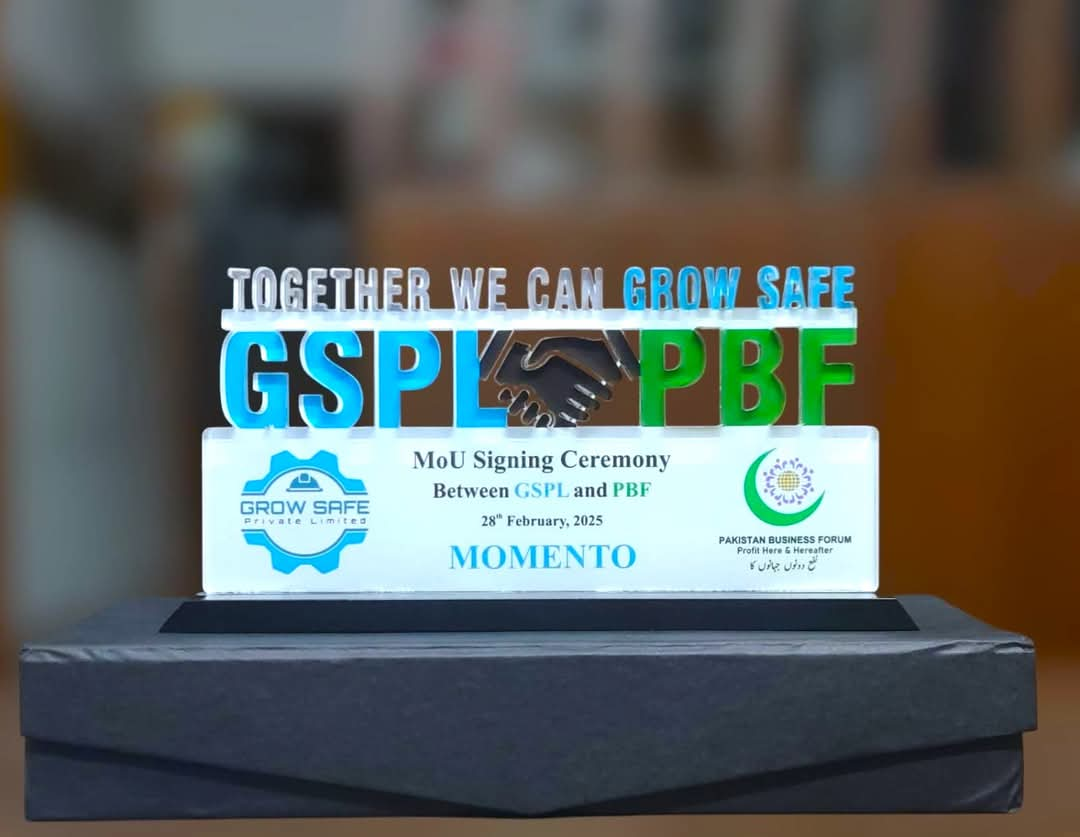 TOGETHER WE CAN GROW SAFE
GSPL PBF
MoU Signing Ceremony
Between GSPL and PBF
28th February, 2025
MOMENTO
GROW SAFE
Private Limited
PAKISTAN BUSINESS FORUM
Profit Here & Hereafter
نفع دونوں جہانوں کا